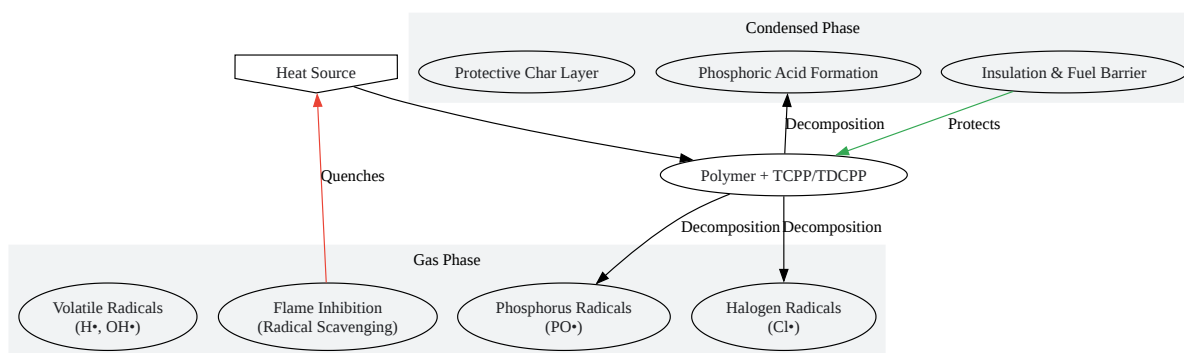 Condensed Phase
Heat Source
Protective Char Layer
Phosphoric Acid Formation
Insulation & Fuel Barrier
Decomposition
Protects
Quenches
Polymer + TCPP/TDCPP
Decomposition
Decomposition
Gas Phase
Volatile Radicals
(H•, OH•)
Flame Inhibition
(Radical Scavenging)
Phosphorus Radicals
(PO•)
Halogen Radicals
(Cl•)